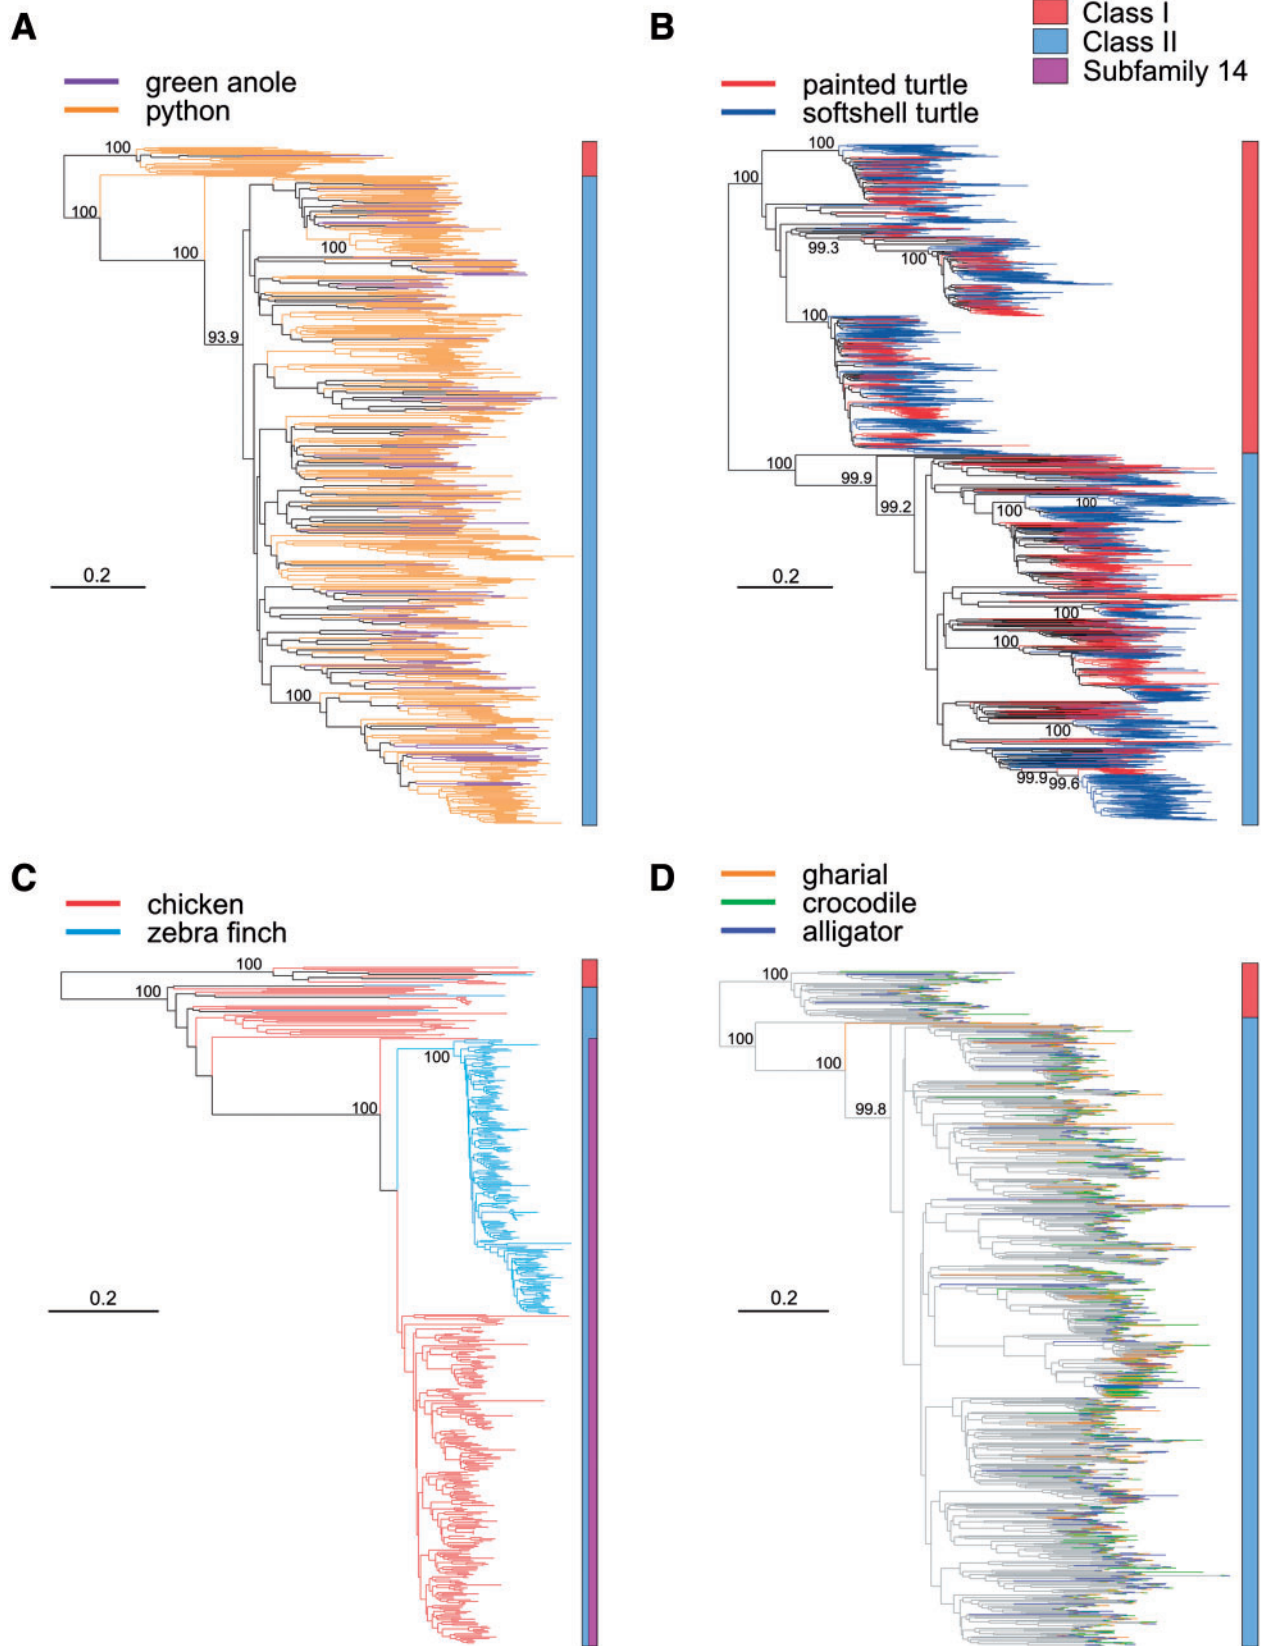 A
green anole
python
100
100
100
100
93.9
100
0.2
B
Class I
Class II
Subfamily 14
painted turtle
softshell turtle
100
100
99.3
100
100
100
99.9
99.2
100
100
100
100
100
99.9
99.6
0.2
C
chicken
zebra finch
100
100
100
100
0.2
D
gharial
crocodile
alligator
100
100
100
99.8
0.2